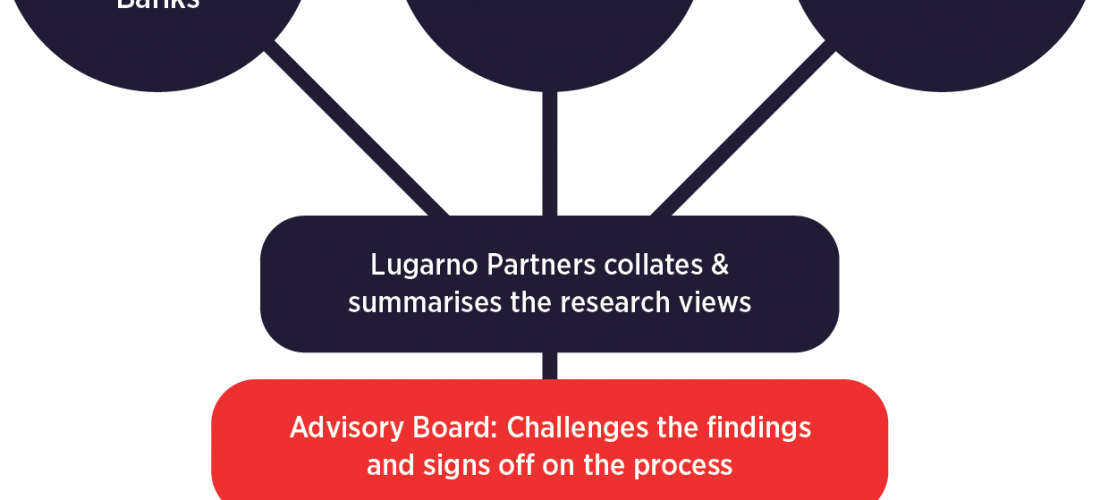 Banks
Lugarno Partners collates &
summarises the research views
Advisory Board: Challenges the findings
and signs off on the process